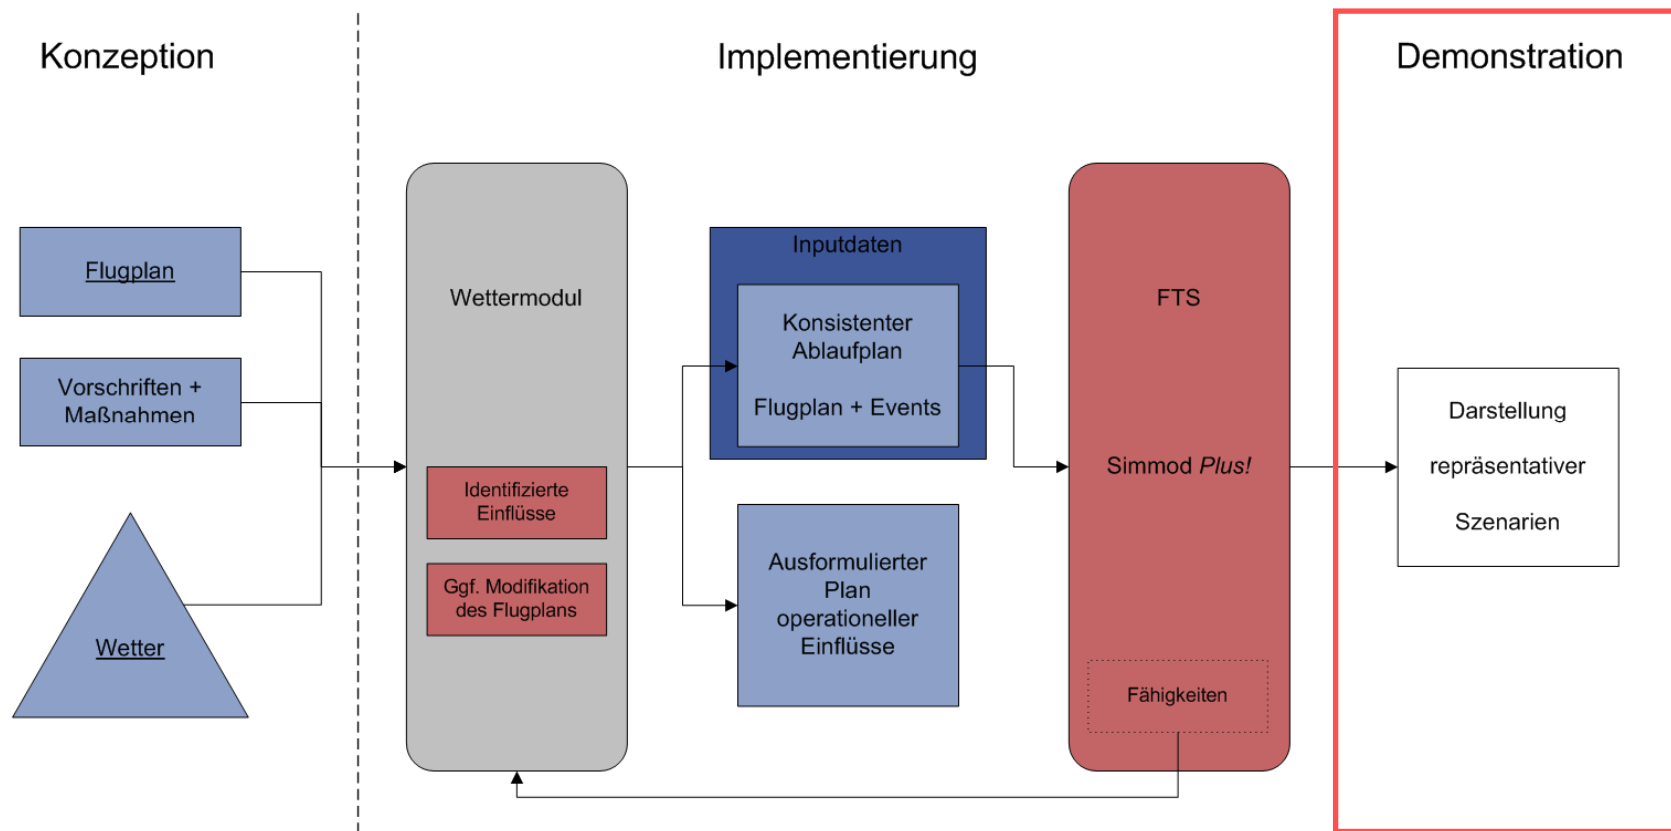 Konzeption
Implementierung
Demonstration
Flugplan
Vorschriften +
Maßnahmen
Wetter
Wettermodul
Identifizierte
Einflüsse
Ggf. Modifikation
des Flugplans
Inputdaten
Konsistenter
Ablaufplan
Flugplan + Events
Ausformulierter
Plan
operationeller
Einflüsse
FTS
Simmod Plus!
Fähigkeiten
Darstellung
repräsentativer
Szenarien